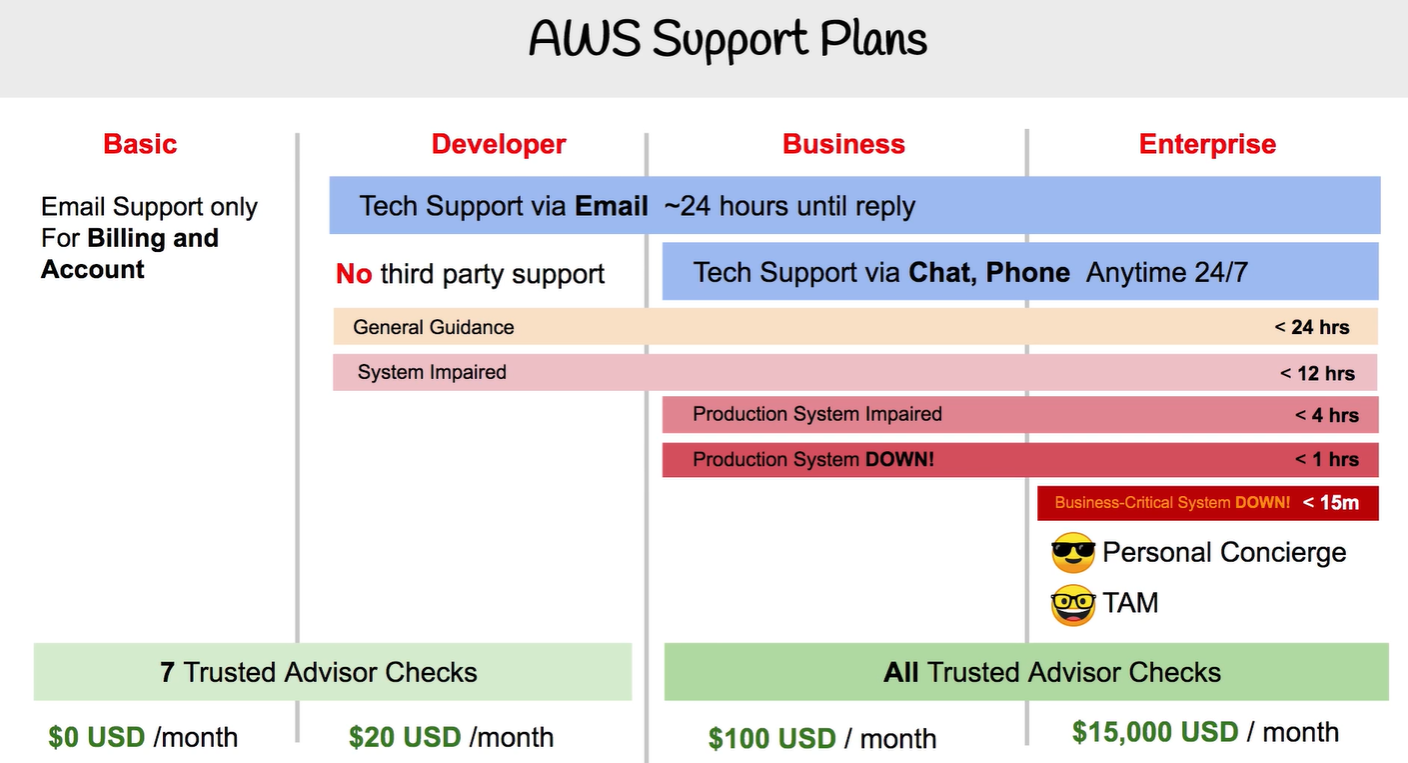 AWS Support Plans
Basic
Developer
Business
Enterprise
Email Support only
For Billing and
Account
Tech Support via Email ~24 hours until reply
No third party support
Tech Support via Chat, Phone Anytime 24/7
General Guidance < 24 hrs
System Impaired < 12 hrs
Production System Impaired < 4 hrs
Production System DOWN! < 1 hrs
Business-Critical System DOWN! < 15m
Personal Concierge
TAM
7 Trusted Advisor Checks
All Trusted Advisor Checks
$0 USD /month
$20 USD /month
$100 USD / month
$15,000 USD / month